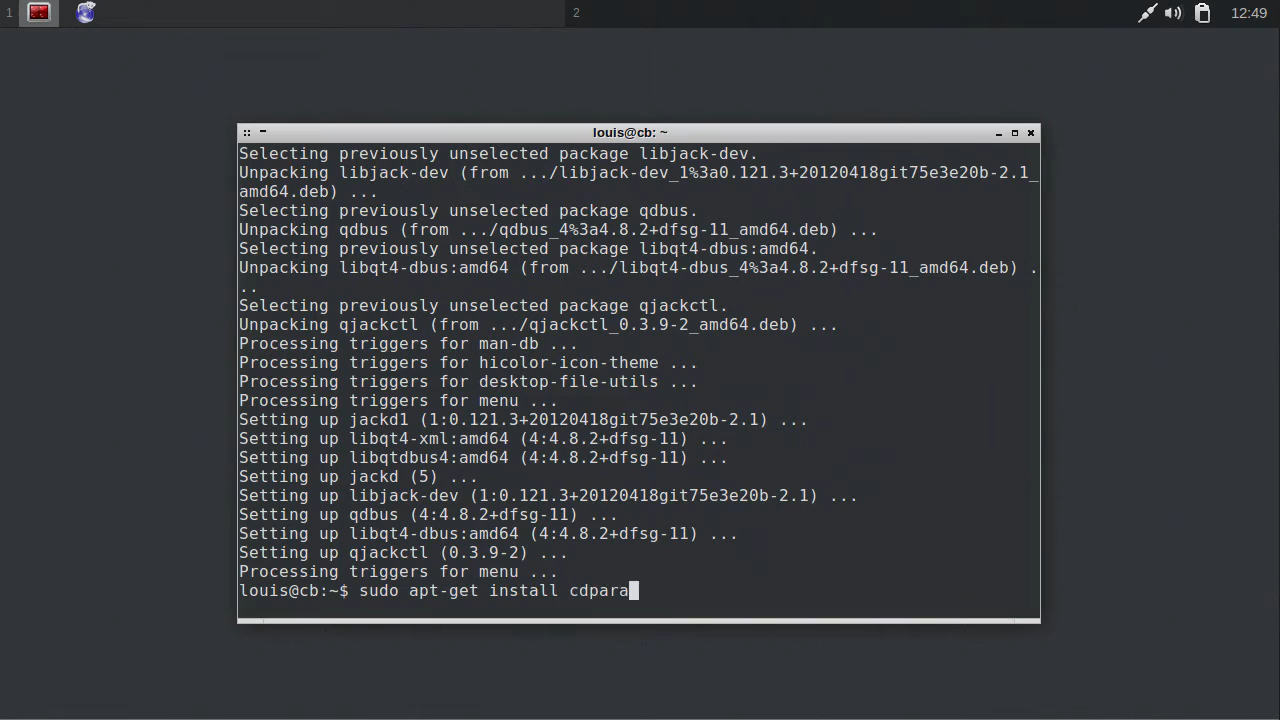 1
2
12:49
louis@cb: ~
Selecting previously unselected package libjack-dev.
Unpacking libjack-dev (from .../libjack-dev_1%3a0.121.3+20120418git75e3e20b-2.1_
amd64.deb) ...
Selecting previously unselected package qdbus.
Unpacking qdbus (from .../qdbus_4%3a4.8.2+dfsg-11_amd64.deb) ...
Selecting previously unselected package libqt4-dbus:amd64.
Unpacking libqt4-dbus:amd64 (from .../libqt4-dbus_4%3a4.8.2+dfsg-11_amd64.deb) .
..
Selecting previously unselected package qjackctl.
Unpacking qjackctl (from .../qjackctl_0.3.9-2_amd64.deb) ...
Processing triggers for man-db ...
Processing triggers for hicolor-icon-theme ...
Processing triggers for desktop-file-utils ...
Processing triggers for menu ...
Setting up jackd1 (1:0.121.3+20120418git75e3e20b-2.1) ...
Setting up libqt4-xml:amd64 (4:4.8.2+dfsg-11) ...
Setting up libqtdbus4:amd64 (4:4.8.2+dfsg-11) ...
Setting up jackd (5) ...
Setting up libjack-dev (1:0.121.3+20120418git75e3e20b-2.1) ...
Setting up qdbus (4:4.8.2+dfsg-11) ...
Setting up libqt4-dbus:amd64 (4:4.8.2+dfsg-11) ...
Setting up qjackctl (0.3.9-2) ...
Processing triggers for menu ...
louis@cb:~$ sudo apt-get install cdpara